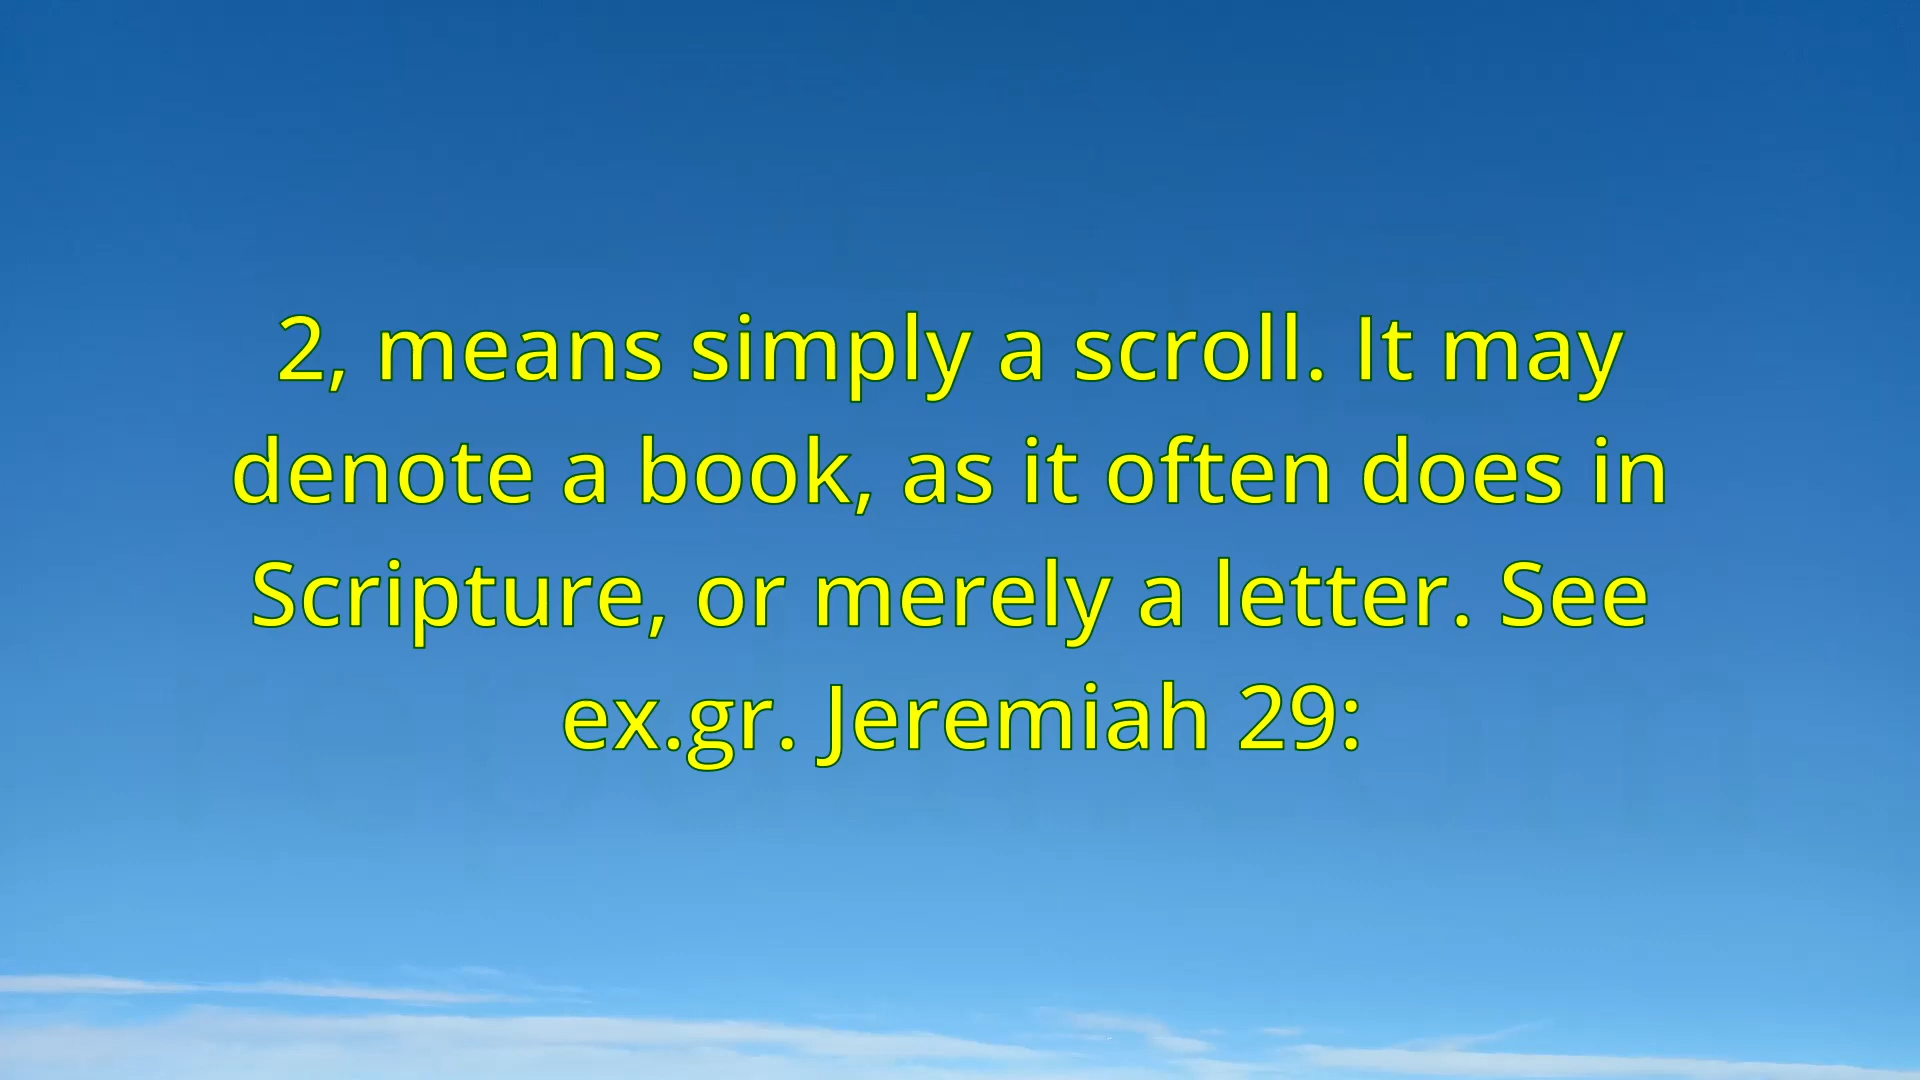 2, means simply a scroll. It may
denote a book, as it often does in
Scripture, or merely a letter. See
ex.gr. Jeremiah 29: